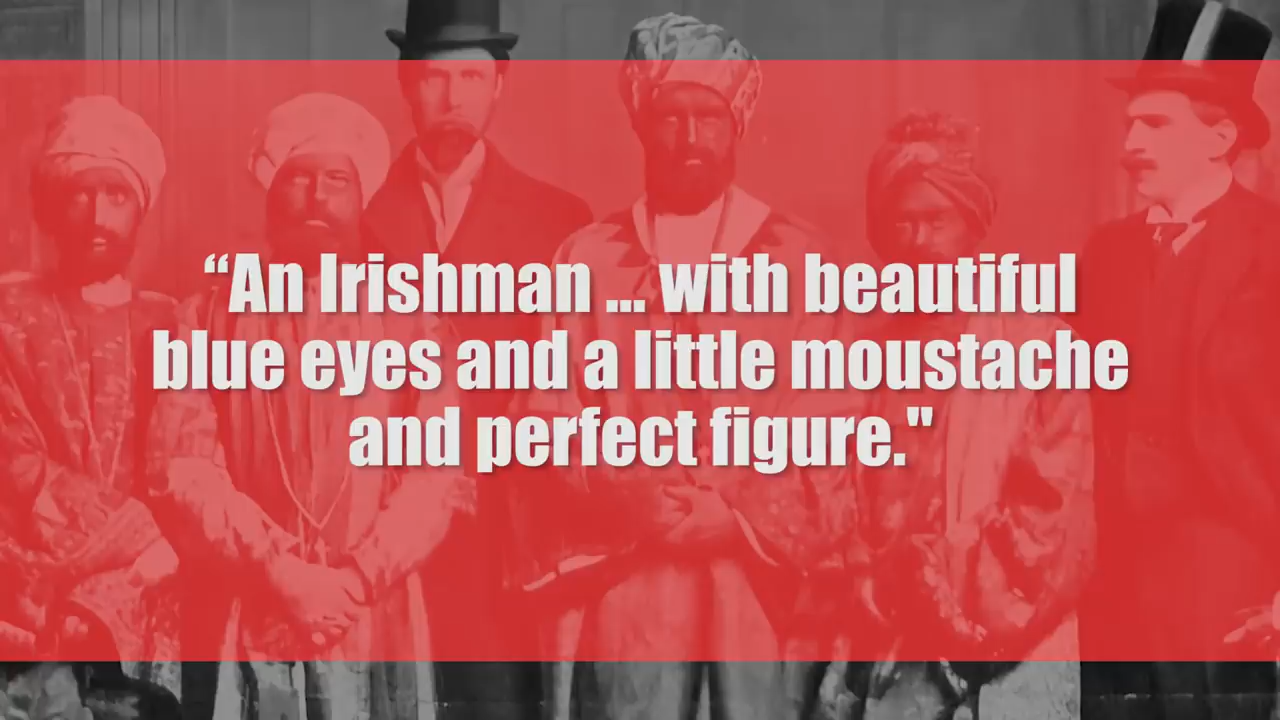 “An Irishman ... with beautiful
blue eyes and a little moustache
and perfect figure."